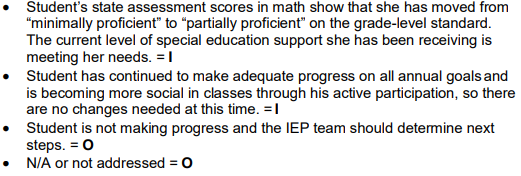 • Student's state assessment scores in math show that she has moved from
“minimally proficient” to “partially proficient” on the grade-level standard.
The current level of special education support she has been receiving is
meeting her needs. = I
• Student has continued to make adequate progress on all annual goals and
is becoming more social in classes through his active participation, so there
are no changes needed at this time. = I
• Student is not making progress and the IEP team should determine next
steps. = O
• N/A or not addressed = O